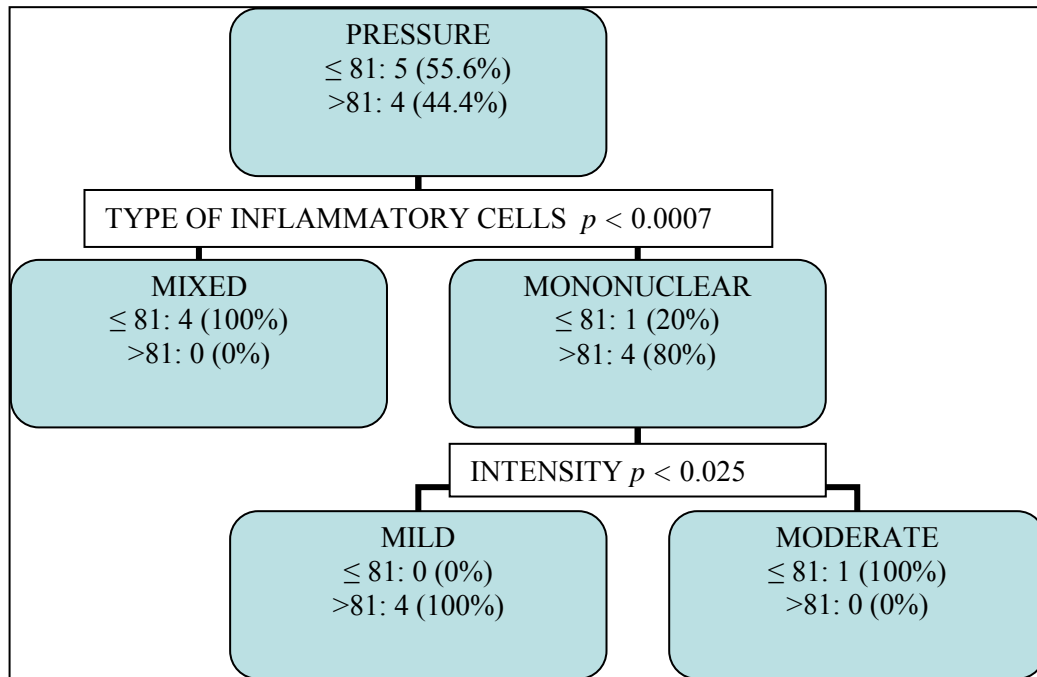 PRESSURE
≤ 81: 5 (55.6%)
>81: 4 (44.4%)
TYPE OF INFLAMMATORY CELLS p < 0.0007
MIXED
≤ 81: 4 (100%)
>81: 0 (0%)
MONONUCLEAR
≤ 81: 1 (20%)
>81: 4 (80%)
INTENSITY p < 0.025
MILD
≤ 81: 0 (0%)
>81: 4 (100%)
MODERATE
≤ 81: 1 (100%)
>81: 0 (0%)